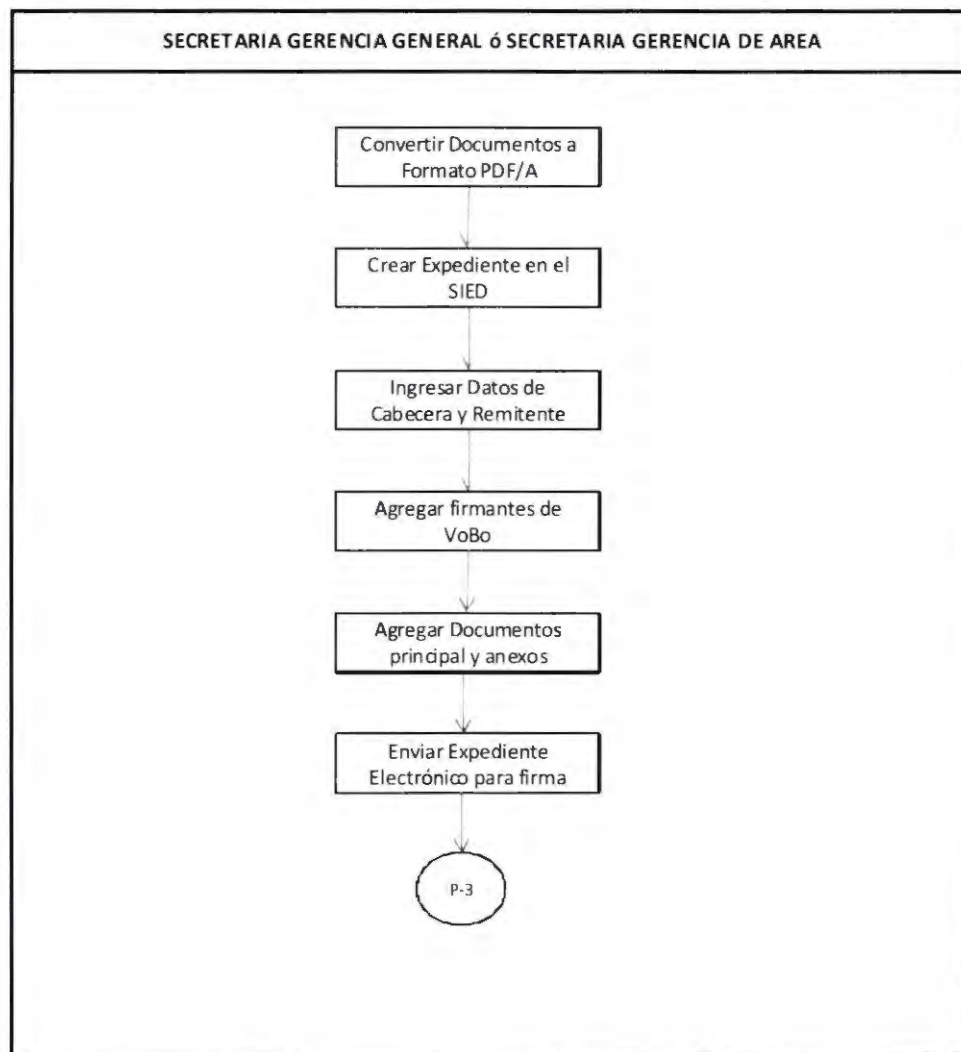 SECRETARIA GERENCIA GENERAL ó SECRETARIA GERENCIA DE AREA
Convertir Documentos a
Formato PDF/A
Crear Expediente en el
SIED
Ingresar Datos de
Cabecera y Remitente
Agregar firmantes de
VoBo
Agregar Documentos
principal y anexos
Enviar Expediente
Electrónico para firma
P-3